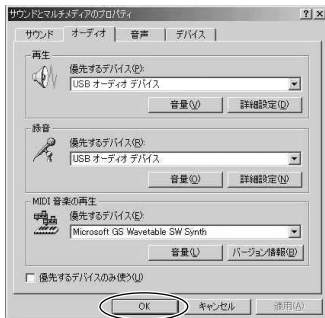 サウンドとマルチメディアのプロパティ
サウンド オーディオ 音声 デバイス
再生
優先するデバイス(P):
USB オーディオ デバイス
音量(V) 詳細設定(D)
録音
優先するデバイス(R):
USB オーディオ デバイス
音量(O) 詳細設定(N)
MIDI 音楽の再生
優先するデバイス(E):
Microsoft GS Wavetable SW Synth
音量(L) バージョン情報(B)
優先するデバイスのみ使う(U)
OK キャンセル 適用(A)